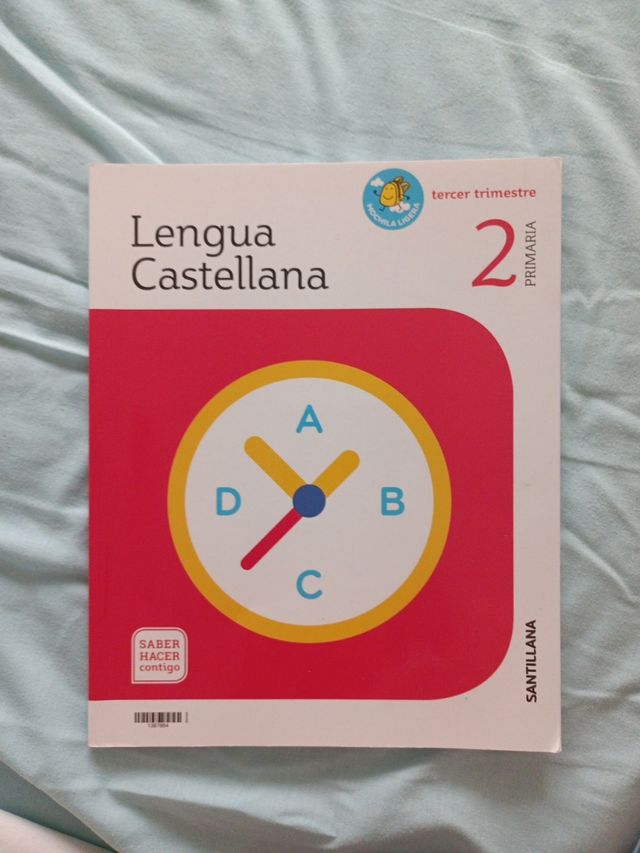 MOCHILA LIGERA
tercer trimestre
Lengua
Castellana
2
PRIMARIA
A
D
B
C
SABER
HACER
contigo
SANTILLANA